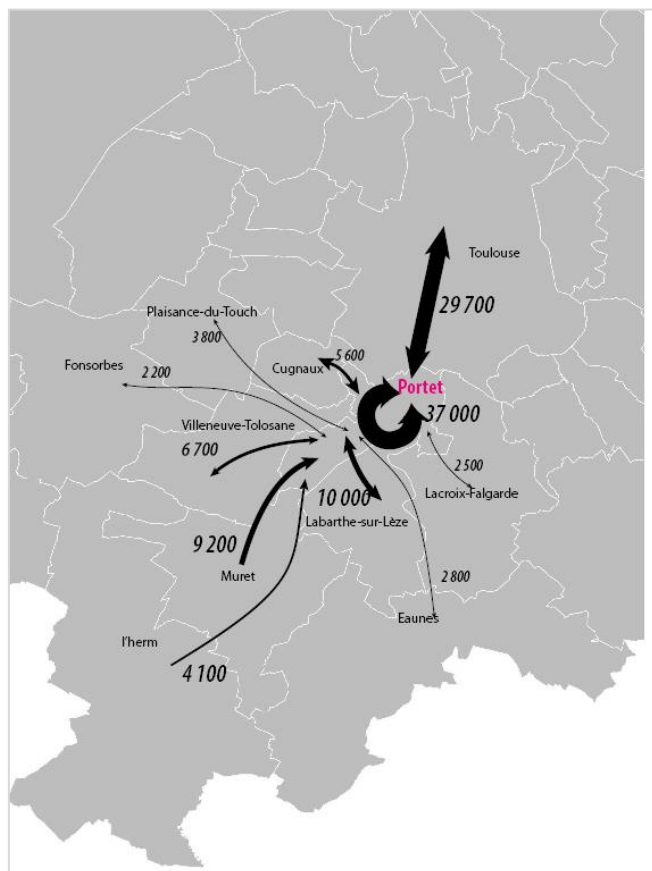 Toulouse
29 700
Plaisance-du-Touch
3 800
Fonsorbes
2 200
Cugnaux
5 600
Portet
37 000
Villeneuve-Tolosane
6 700
2 500
Lacroix-Falgarde
10 000
Labarthe-sur-Lèze
9 200
Muret
2 800
Eaunes
l'herm
4 100